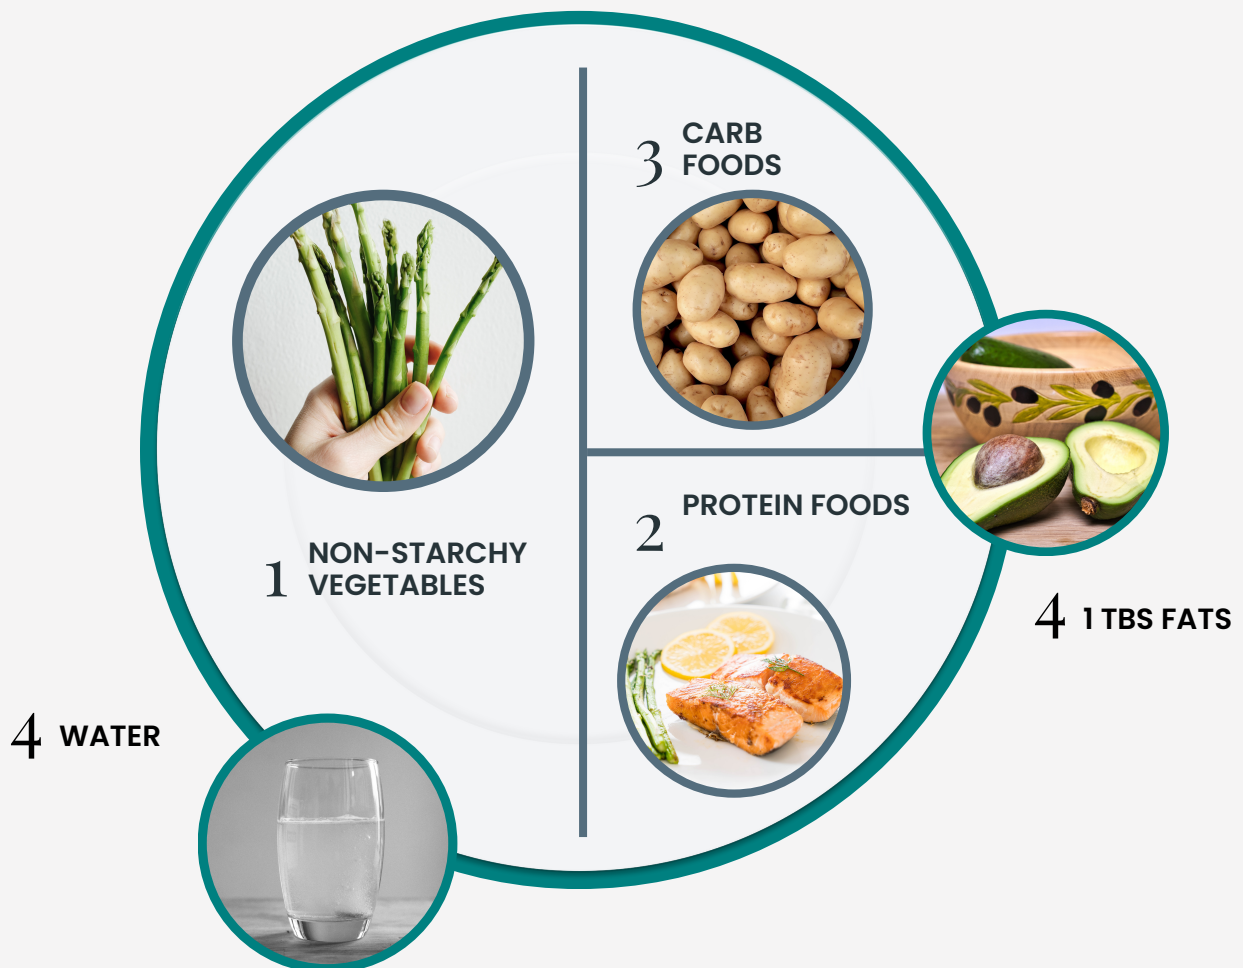 3 CARB
FOODS
2 PROTEIN FOODS
1 NON-STARCHY
VEGETABLES
4 1 TBS FATS
4 WATER